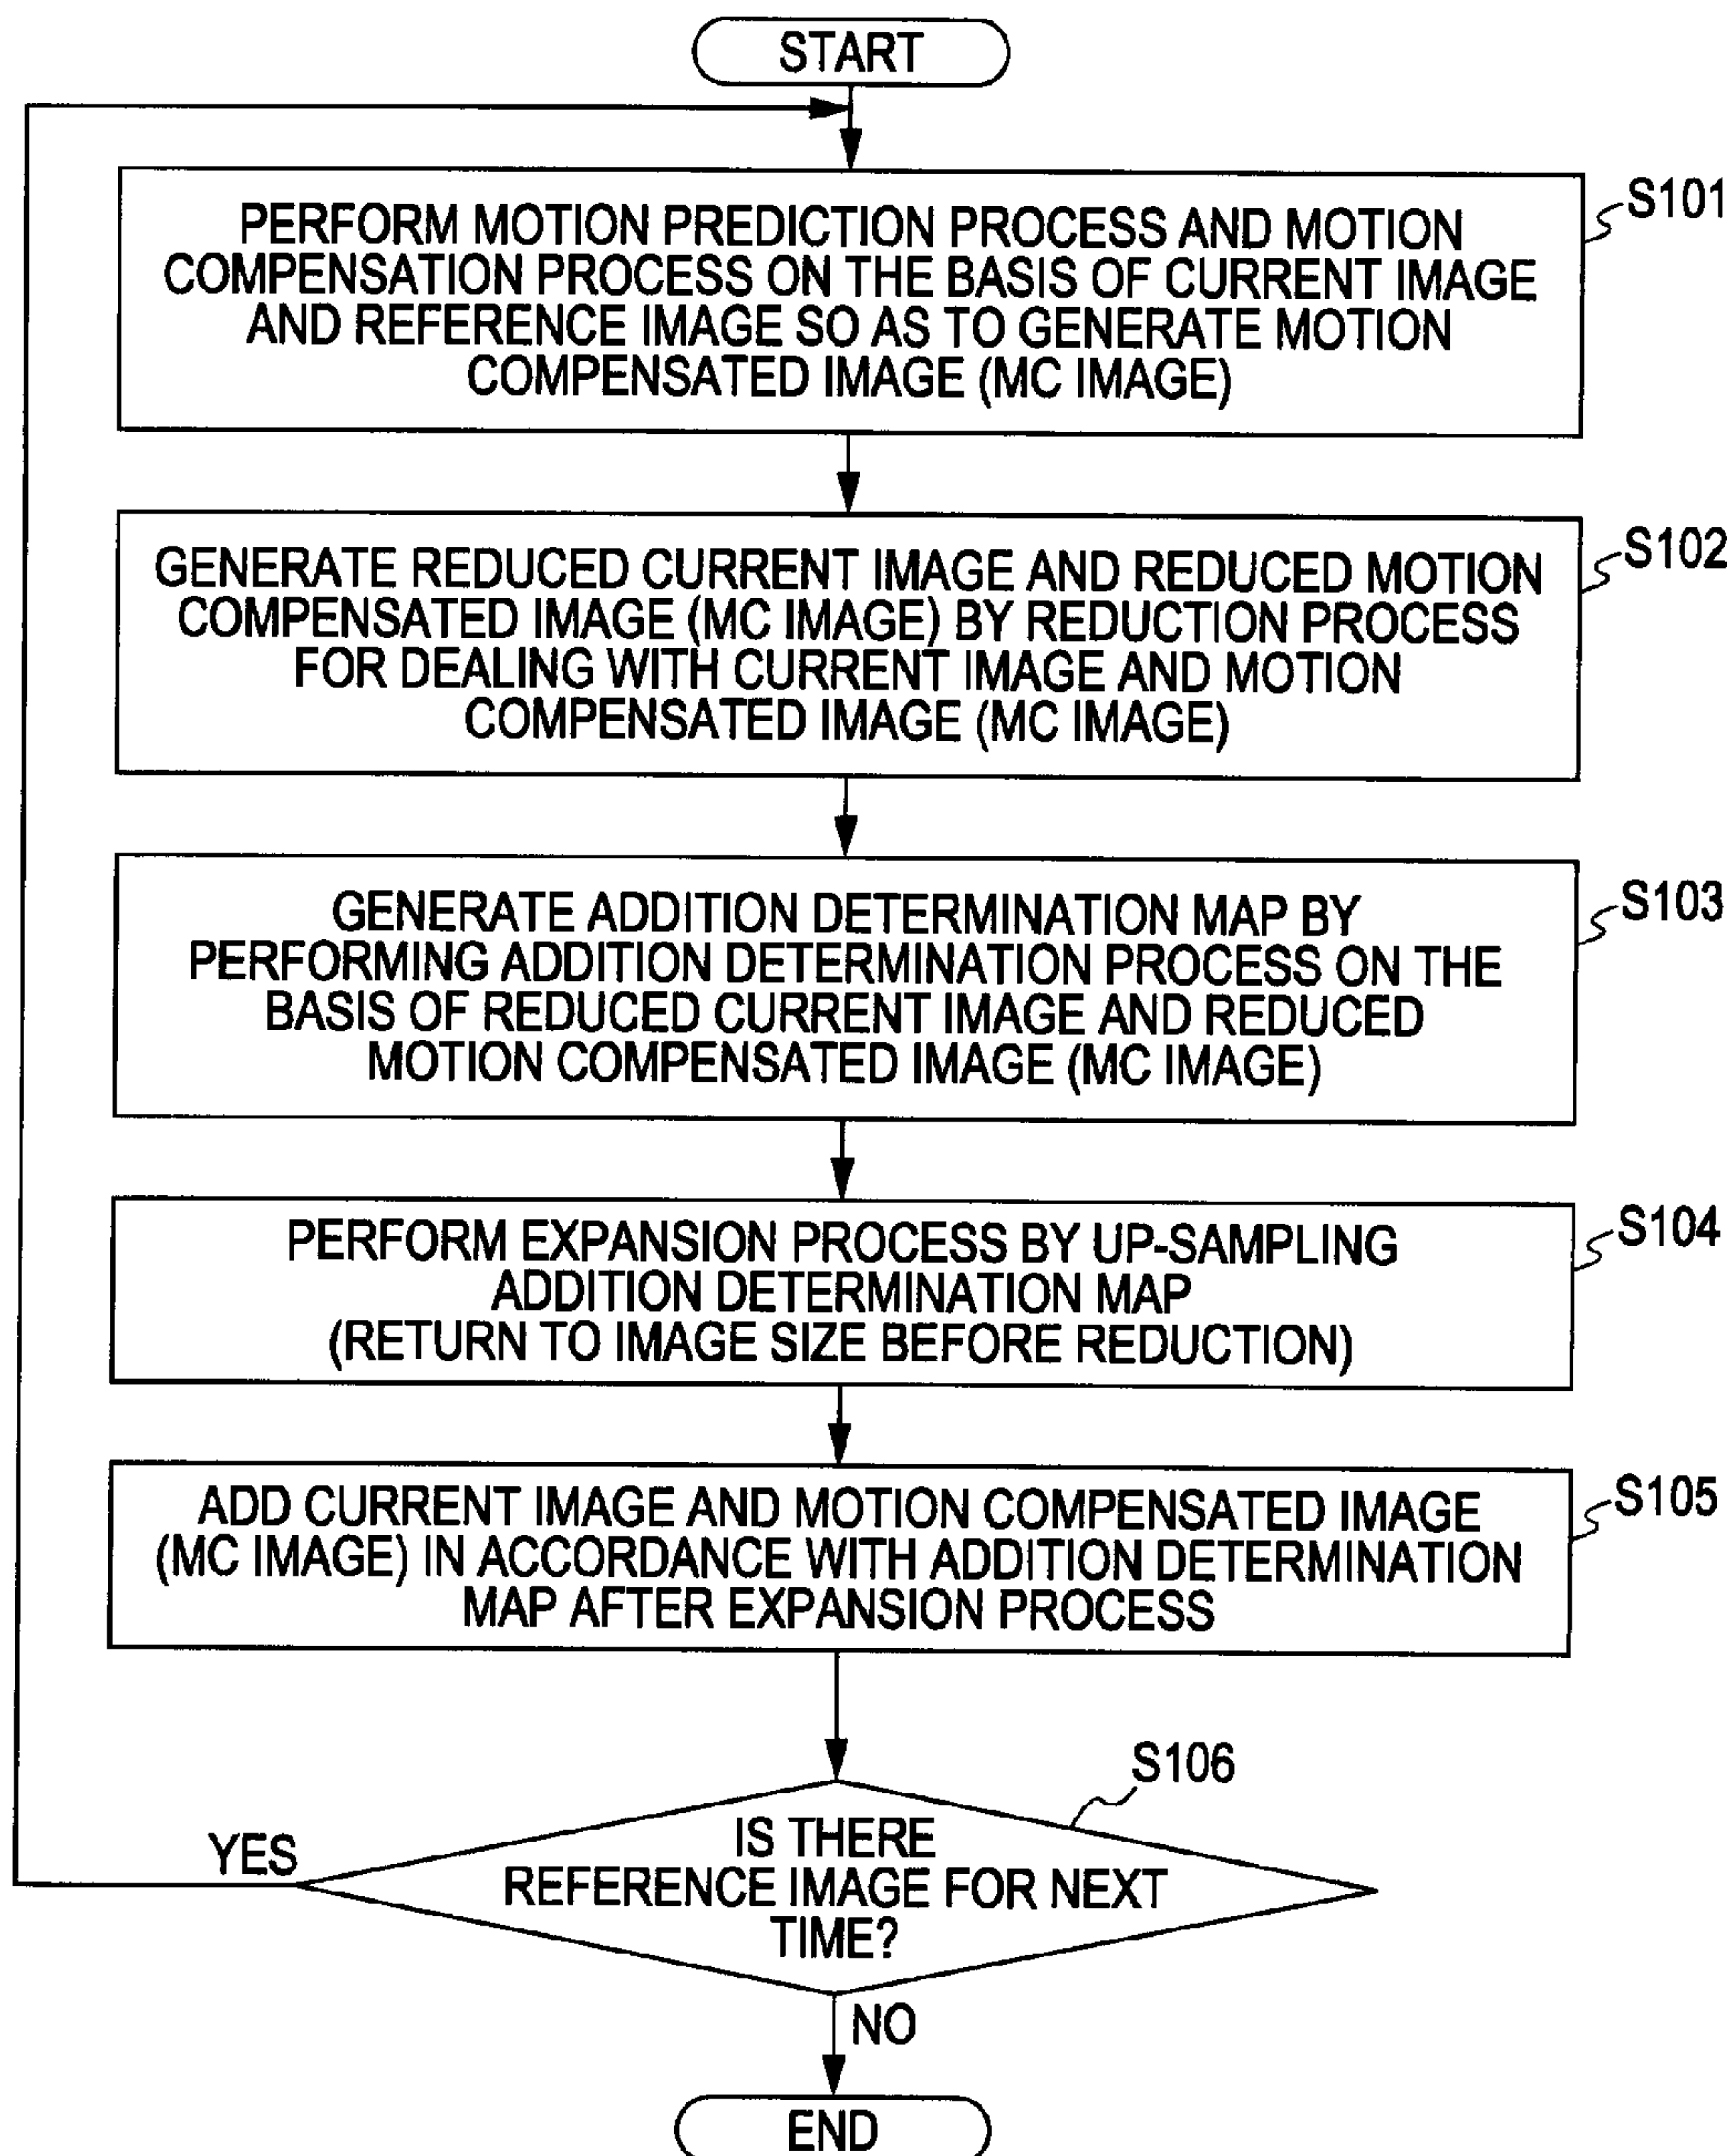 START
PERFORM MOTION PREDICTION PROCESS AND MOTION
COMPENSATION PROCESS ON THE BASIS OF CURRENT IMAGE
AND REFERENCE IMAGE SO AS TO GENERATE MOTION
COMPENSATED IMAGE (MC IMAGE)
S101
GENERATE REDUCED CURRENT IMAGE AND REDUCED MOTION
COMPENSATED IMAGE (MC IMAGE) BY REDUCTION PROCESS
FOR DEALING WITH CURRENT IMAGE AND MOTION
COMPENSATED IMAGE (MC IMAGE)
S102
GENERATE ADDITION DETERMINATION MAP BY
PERFORMING ADDITION DETERMINATION PROCESS ON THE
BASIS OF REDUCED CURRENT IMAGE AND REDUCED
MOTION COMPENSATED IMAGE (MC IMAGE)
S103
PERFORM EXPANSION PROCESS BY UP-SAMPLING
ADDITION DETERMINATION MAP
(RETURN TO IMAGE SIZE BEFORE REDUCTION)
S104
ADD CURRENT IMAGE AND MOTION COMPENSATED IMAGE
(MC IMAGE) IN ACCORDANCE WITH ADDITION DETERMINATION
MAP AFTER EXPANSION PROCESS
S105
S106
IS THERE
REFERENCE IMAGE FOR NEXT
TIME?
YES
NO
END